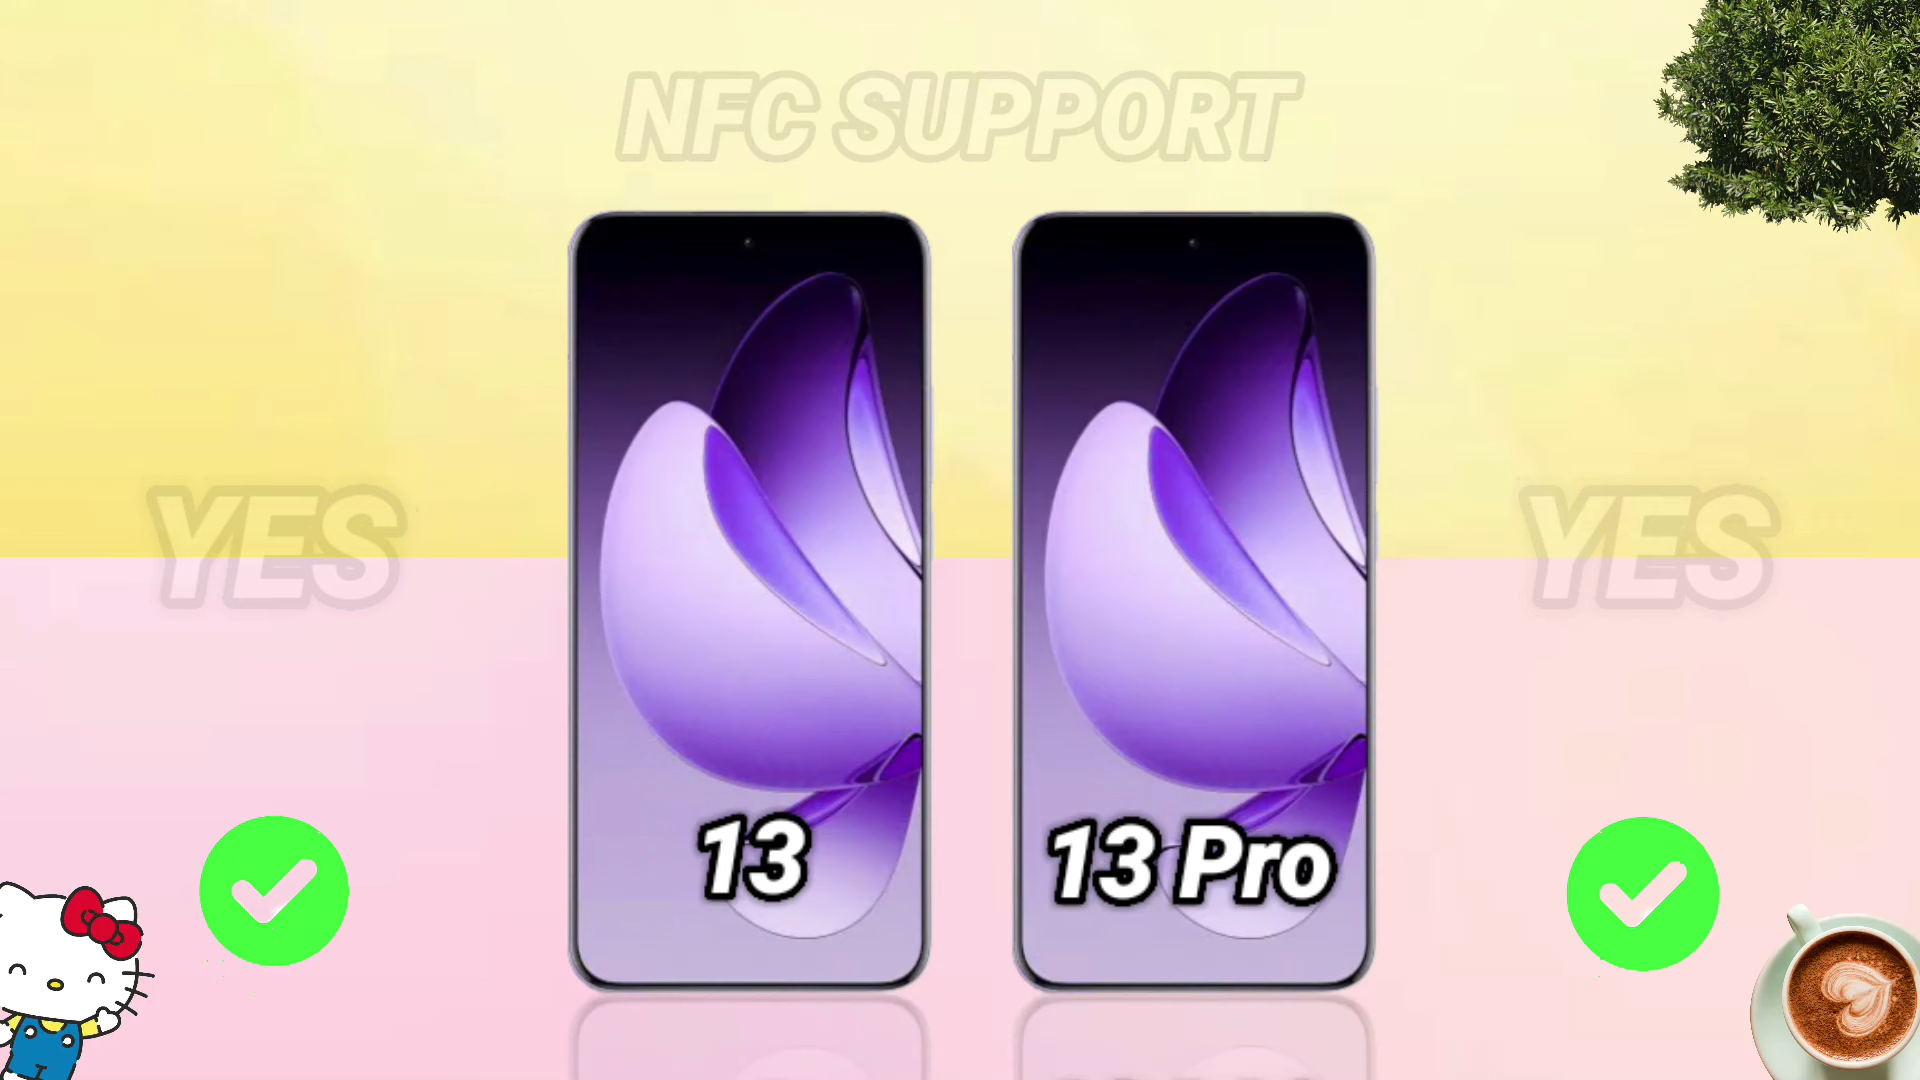 NFC SUPPORT
YES
YES
13
13 Pro